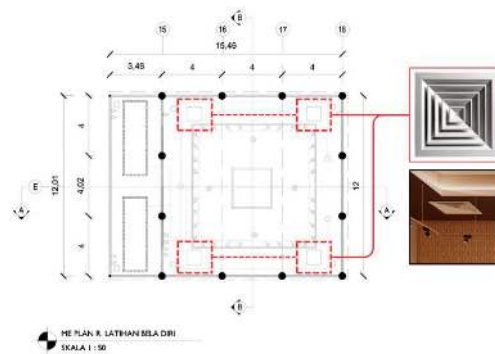 B
15 16 17 18
15,46
3,48 4 4 4
4
12,01 4,02 12
E
A A
4
B
ME PLAN R. LATIHAN BELA DIRI
SKALA 1 : 50